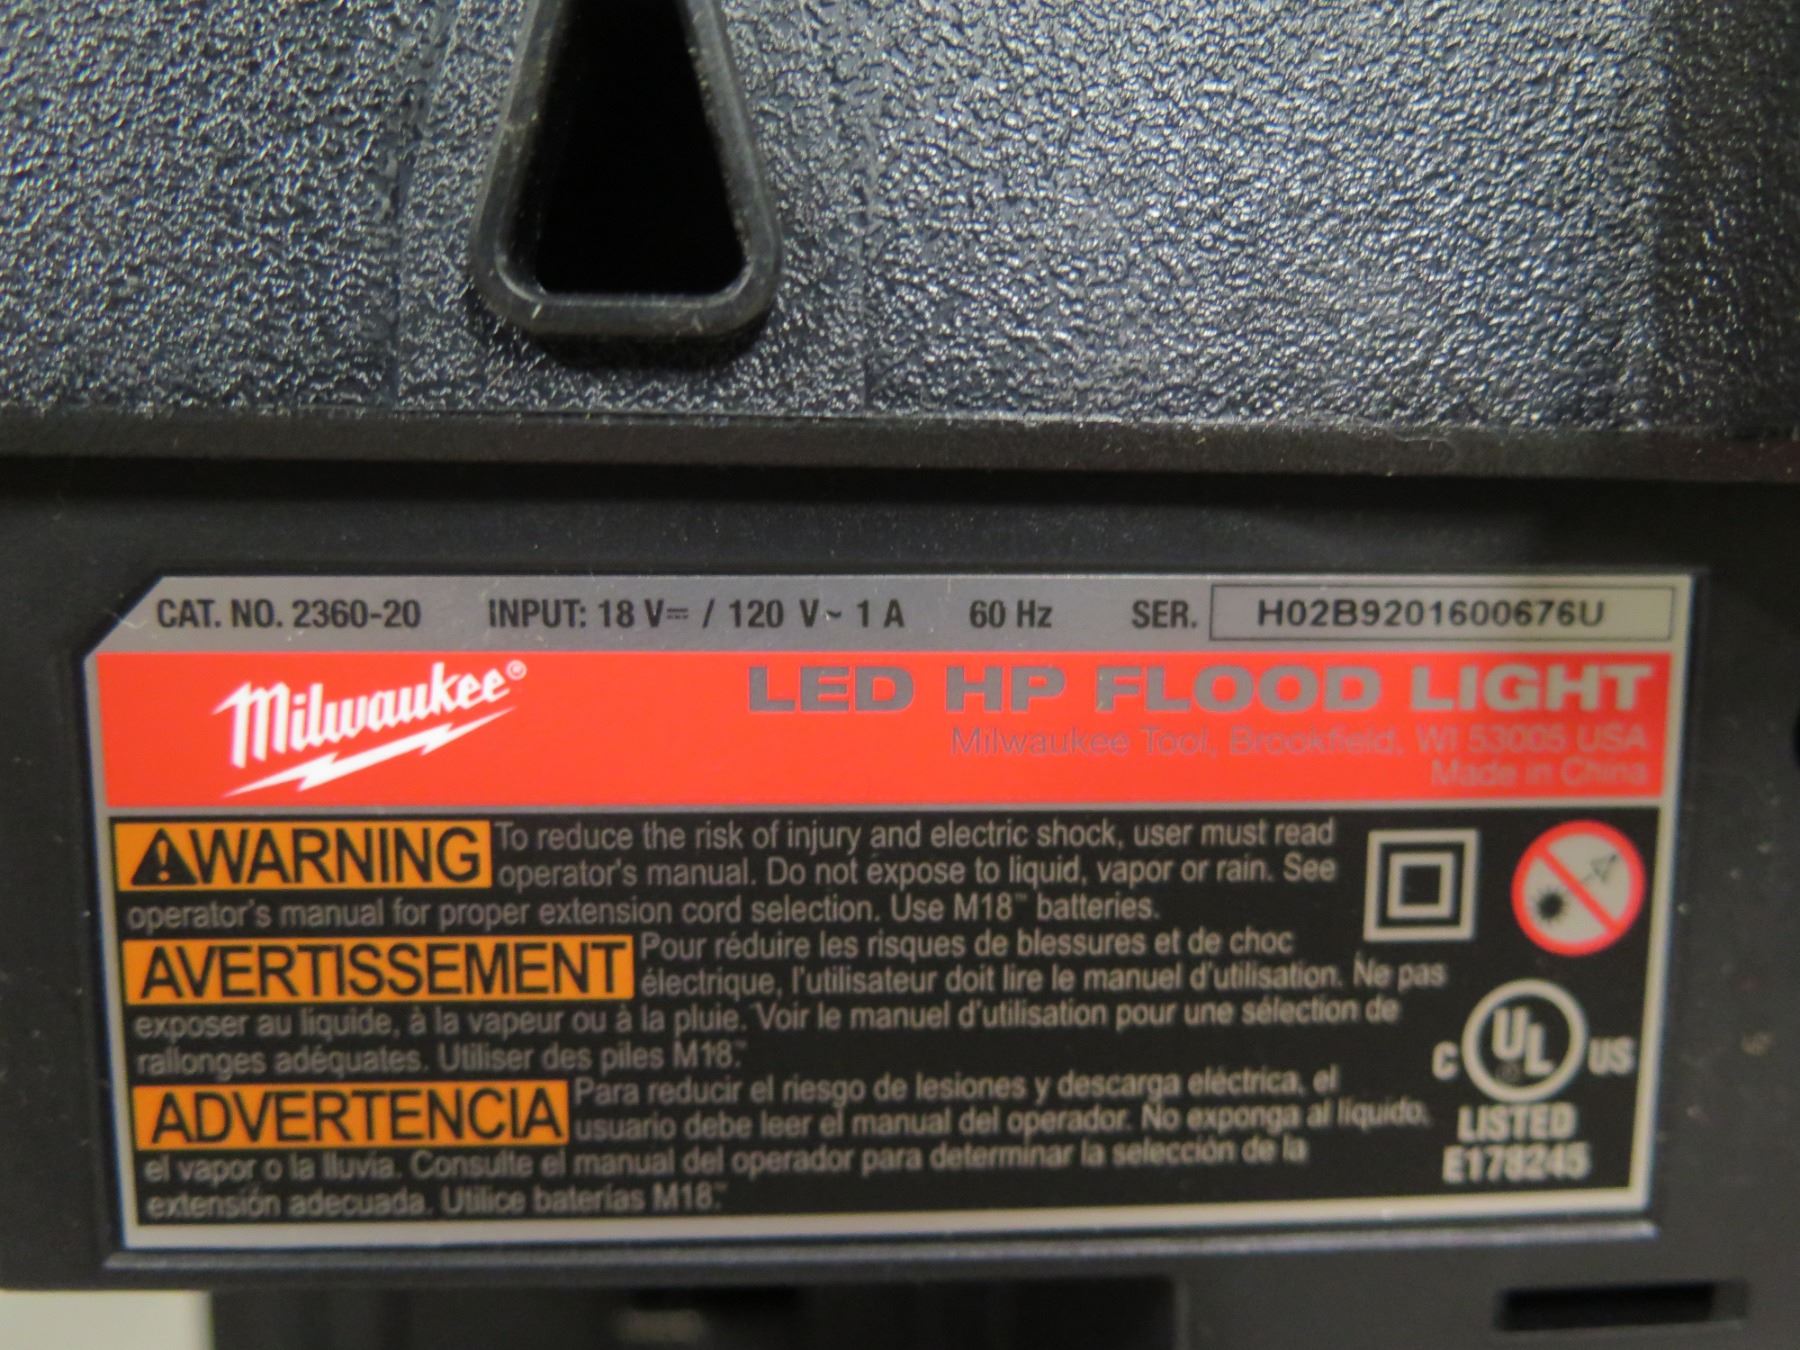 CAT. NO. 2360-20 INPUT: 18 V⎓ / 120 V ~ 1 A 60 Hz SER. H02B9201600676U
Milwaukee®
LED HP FLOOD LIGHT
Milwaukee Tool, Brookfield, WI 53005 USA
Made in China
⚠WARNING To reduce the risk of injury and electric shock, user must read
operator's manual. Do not expose to liquid, vapor or rain. See
operator's manual for proper extension cord selection. Use M18™ batteries.
AVERTISSEMENT Pour réduire les risques de blessures et de choc
électrique, l'utilisateur doit lire le manuel d'utilisation. Ne pas
exposer au liquide, à la vapeur ou à la pluie. Voir le manuel d'utilisation pour une sélection de
rallonges adéquates. Utiliser des piles M18™.
ADVERTENCIA Para reducir el riesgo de lesiones y descarga eléctrica, el
usuario debe leer el manual del operador. No exponga al líquido,
el vapor o la lluvia. Consulte el manual del operador para determinar la selección de la
extensión adecuada. Utilice baterías M18™.
C UL US
LISTED
E178245